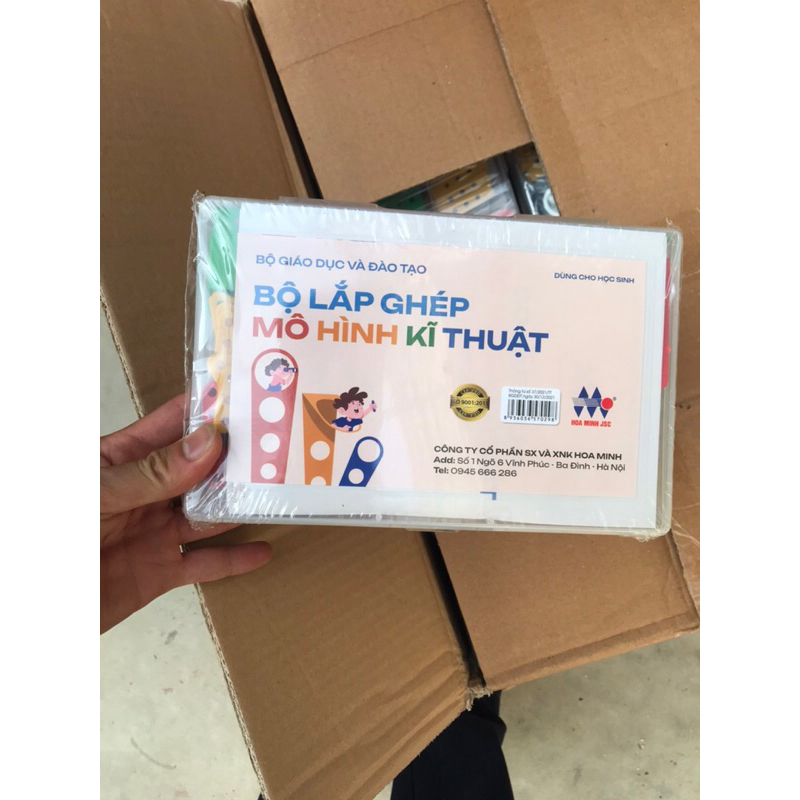 BỘ GIÁO DỤC VÀ ĐÀO TẠO
DÙNG CHO HỌC SINH
BỘ LẮP GHÉP
MÔ HÌNH KĨ THUẬT
HOA MINH JSC
CÔNG TY CỔ PHẦN SX VÀ XNK HOA MINH
Add: Số 1 Ngõ 6 Vĩnh Phúc - Ba Đình - Hà Nội
Tel: 0945 666 286